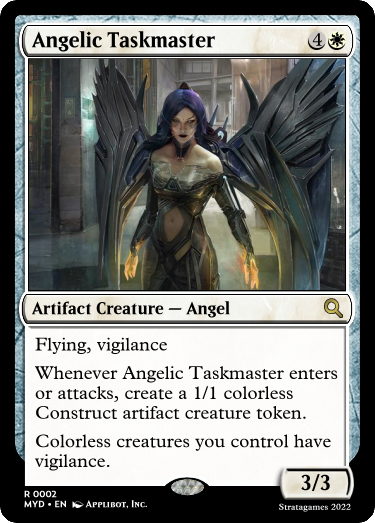 Angelic Taskmaster 4
Artifact Creature — Angel
Flying, vigilance
Whenever Angelic Taskmaster enters
or attacks, create a 1/1 colorless
Construct artifact creature token.
Colorless creatures you control have
vigilance.
3/3
R 0002
MYD • EN APPLIBOT, INC.
Stratagames 2022